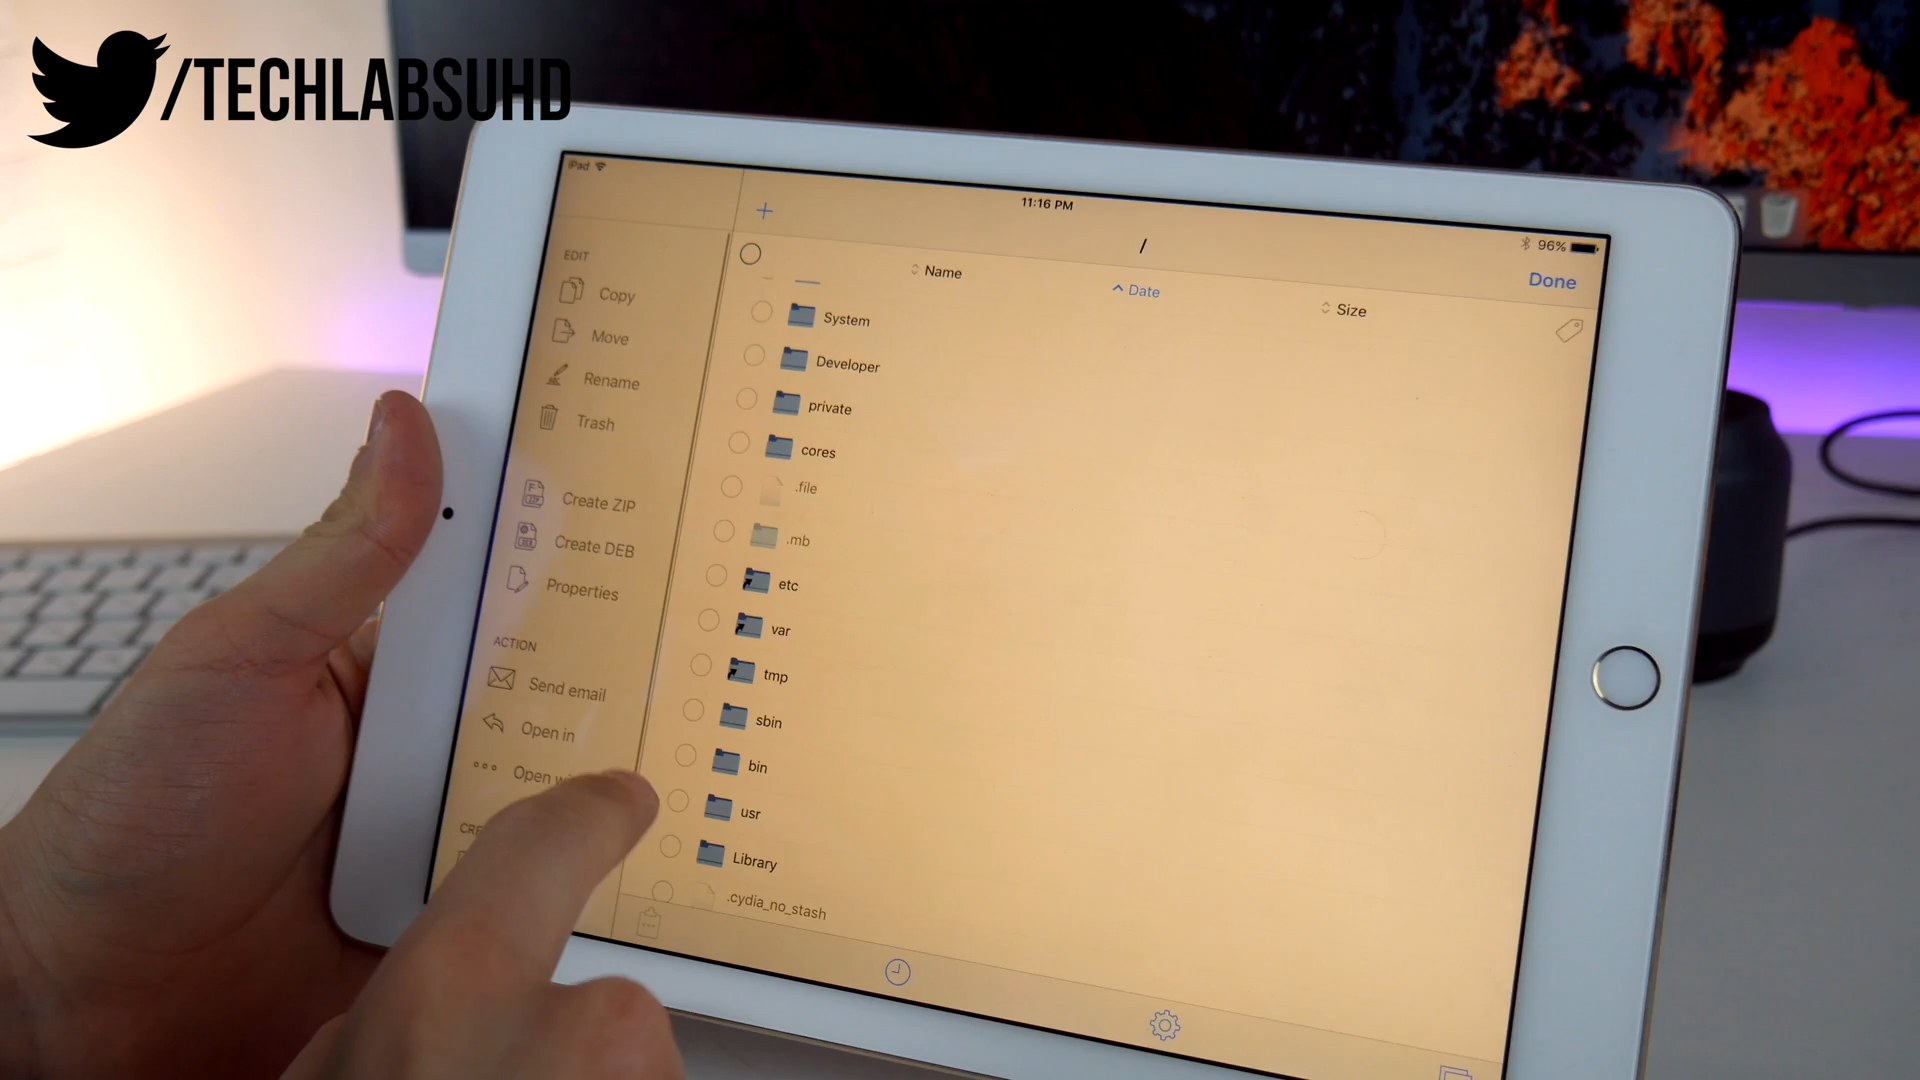 /TECHLABSUHD
iPad
11:16 PM
96%
/
Done
Name
Date
Size
EDIT
Copy
Move
Rename
Trash
Create ZIP
Create DEB
Properties
ACTION
Send email
Open in
Open
System
Developer
private
cores
.file
.mb
etc
var
tmp
sbin
bin
usr
Library
.cydia_no_stash